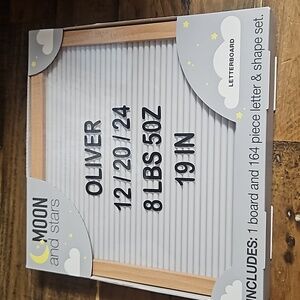 MOON
and stars
LETTERBOARD
OLIVER
12/20/24
8 LBS 5OZ
19 IN
INCLUDES: 1 board and 164 piece letter & shape set.